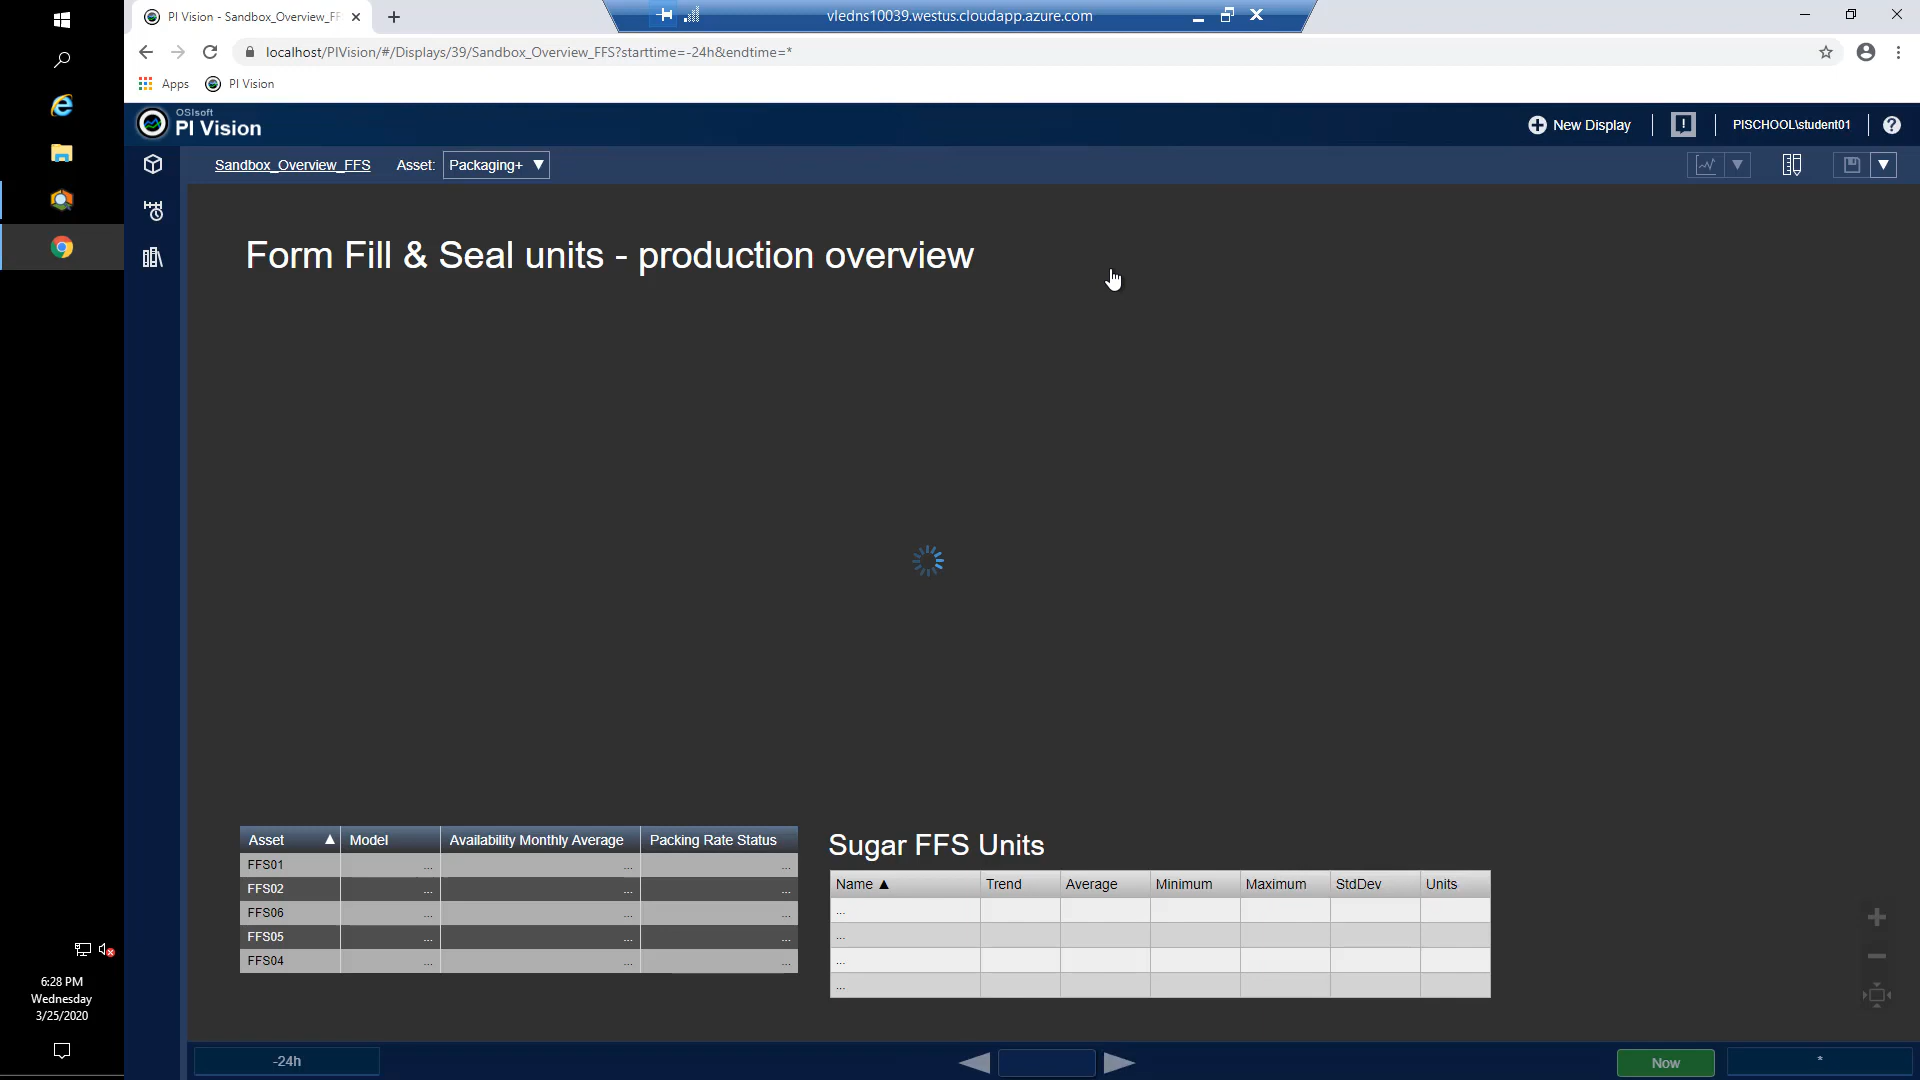 PI Vision - Sandbox_Overview_FF
vledns10039.westus.cloudapp.azure.com
localhost/PIVision/#/Displays/39/Sandbox_Overview_FFS?starttime=-24h&endtime=*
Apps
PI Vision
OSIsoft
PI Vision
New Display
PISCHOOL\student01
Sandbox_Overview_FFS
Asset:
Packaging+
Form Fill & Seal units - production overview
Asset Model Availability Monthly Average Packing Rate Status
FFS01 ... ... ...
FFS02 ... ... ...
FFS06 ... ... ...
FFS05 ... ... ...
FFS04 ... ... ...
Sugar FFS Units
Name Trend Average Minimum Maximum StdDev Units
...
...
...
...
6:28 PM
Wednesday
3/25/2020
-24h
Now
*